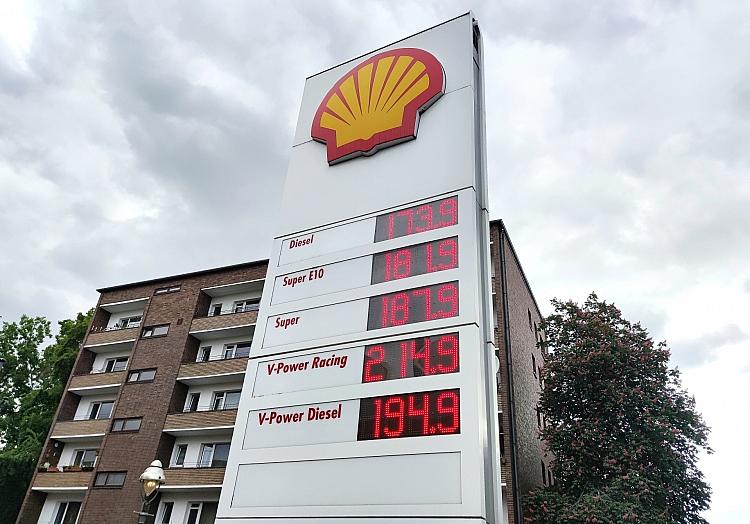 Diesel 173.9
Super E10 181.9
Super 187.9
V-Power Racing 214.9
V-Power Diesel 194.9